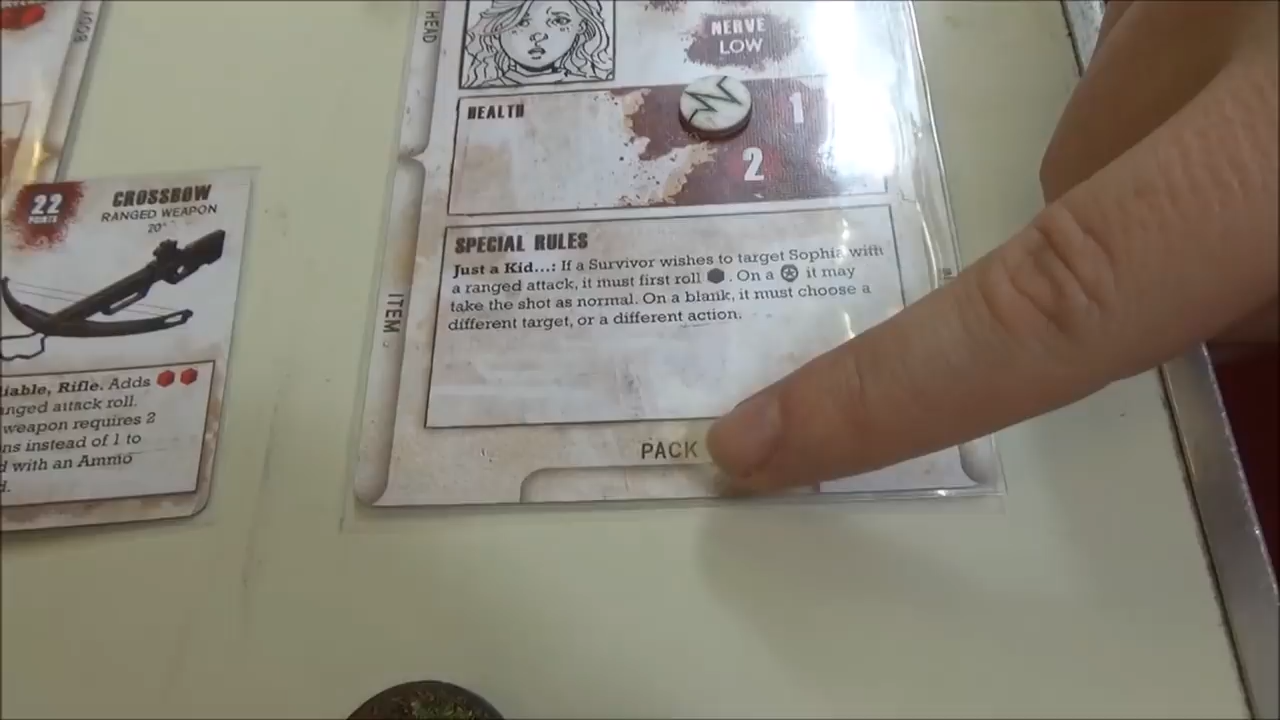 BODY
HEAD
NERVE
LOW
HEALTH
1
2
22
CROSSBOW
RANGED WEAPON
20"
SPECIAL RULES
Just a Kid...: If a Survivor wishes to target Sophia with
a ranged attack, it must first roll . On a it may
take the shot as normal. On a blank, it must choose a
different target, or a different action.
ITEM
liable, Rifle. Adds
anged attack roll.
weapon requires 2
ns instead of 1 to
d with an Ammo
d.
PACK